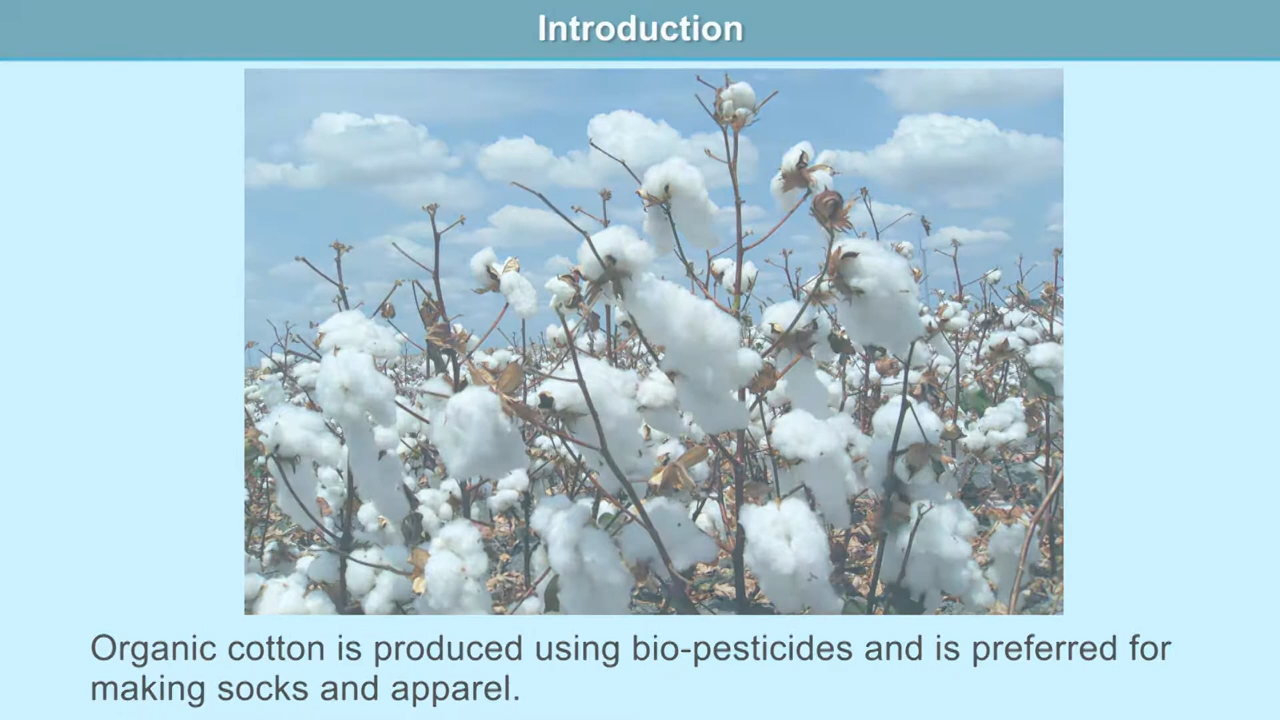 Introduction
Organic cotton is produced using bio-pesticides and is preferred for
making socks and apparel.